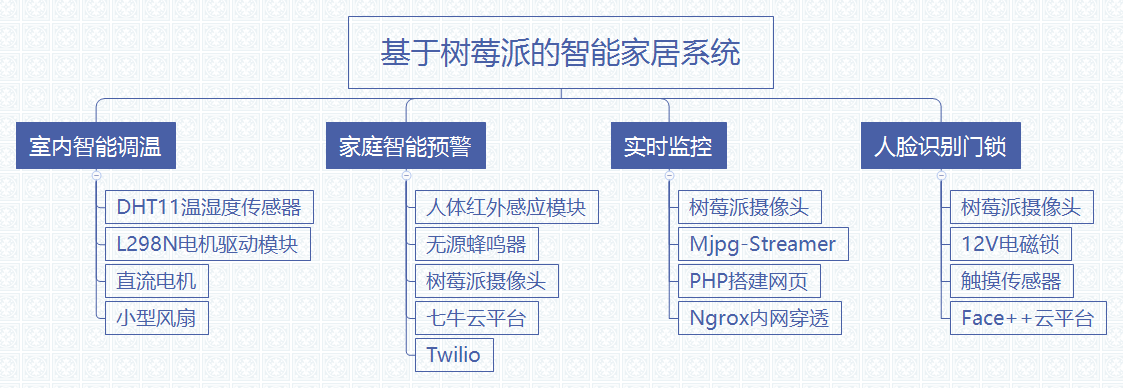 基于树莓派的智能家居系统
室内智能调温
DHT11温湿度传感器
L298N电机驱动模块
直流电机
小型风扇
家庭智能预警
人体红外感应模块
无源蜂鸣器
树莓派摄像头
七牛云平台
Twilio
实时监控
树莓派摄像头
Mjpg-Streamer
PHP搭建网页
Ngrox内网穿透
人脸识别门锁
树莓派摄像头
12V电磁锁
触摸传感器
Face++云平台